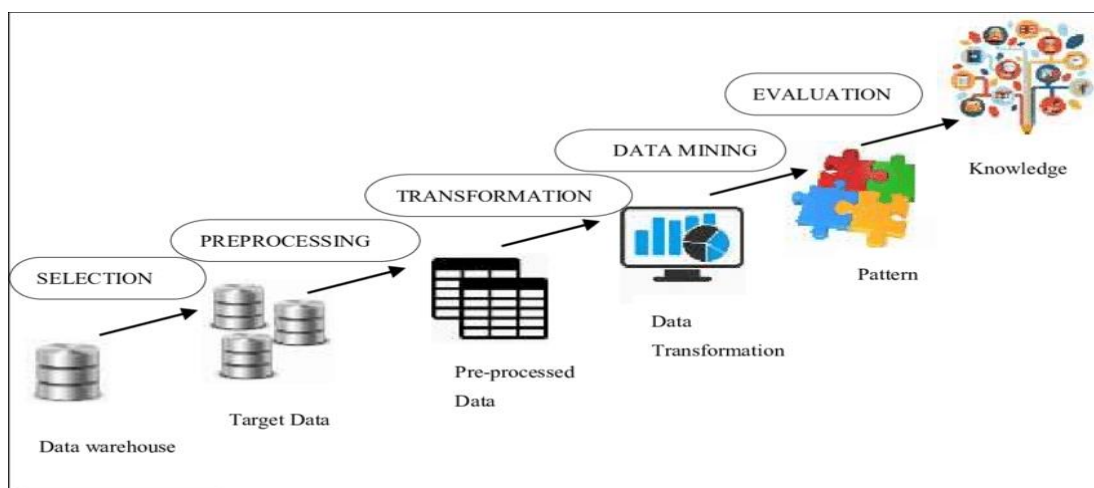 EVALUATION
Knowledge
DATA MINING
Pattern
TRANSFORMATION
Data
Transformation
PREPROCESSING
Pre-processed
Data
SELECTION
Target Data
Data warehouse